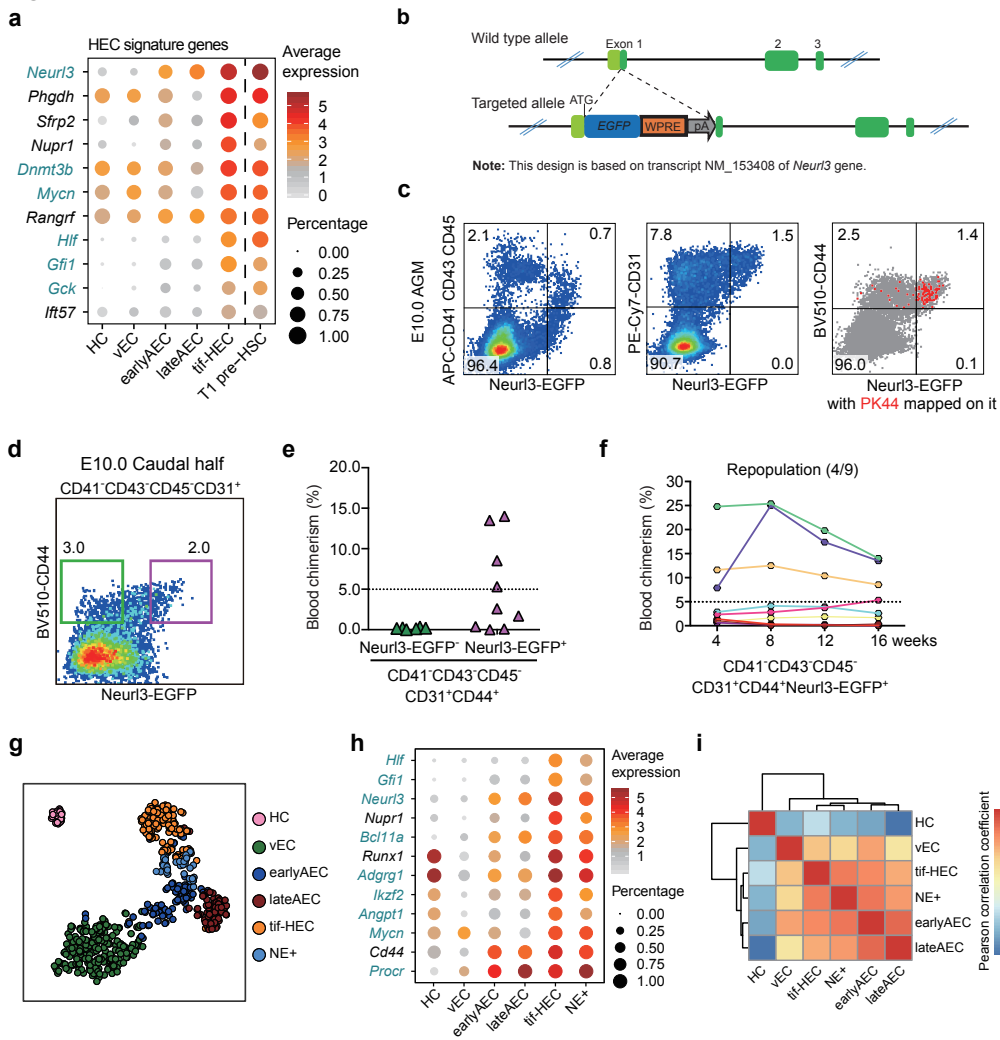 a
HEC signature genes
Neurl3
Phgdh
Sfrp2
Nupr1
Dnmt3b
Mycn
Rangrf
Hlf
Gfi1
Gck
Ift57
HC
vEC
earlyAEC
lateAEC
tif-HEC
T1 pre-HSC
Average
expression
5
4
3
2
1
0
Percentage
0.00
0.25
0.50
0.75
1.00
b
Wild type allele
Exon 1
2
3
Targeted allele
ATG
EGFP
WPRE
pA
Note: This design is based on transcript NM_153408 of Neurl3 gene.
c
E10.0 AGM
APC-CD41 CD43 CD45
2.1
0.7
96.4
0.8
Neurl3-EGFP
PE-Cy7-CD31
7.8
1.5
90.7
0.0
Neurl3-EGFP
BV510-CD44
2.5
1.4
96.0
0.1
Neurl3-EGFP
with PK44 mapped on it
d
E10.0 Caudal half
CD41⁻CD43⁻CD45⁻CD31⁺
3.0
2.0
BV510-CD44
Neurl3-EGFP
e
Blood chimerism (%)
20.0
15.0
10.0
5.0
0.0
Neurl3-EGFP⁻
Neurl3-EGFP⁺
CD41⁻CD43⁻CD45⁻
CD31⁺CD44⁺
f
Repopulation (4/9)
Blood chimerism (%)
30
25
20
15
10
5
0
4
8
12
16 weeks
CD41⁻CD43⁻CD45⁻
CD31⁺CD44⁺Neurl3-EGFP⁺
g
HC
vEC
earlyAEC
lateAEC
tif-HEC
NE+
h
Hlf
Gfi1
Neurl3
Nupr1
Bcl11a
Runx1
Adgrg1
Ikzf2
Angpt1
Mycn
Cd44
Procr
HC
vEC
earlyAEC
lateAEC
tif-HEC
NE+
Average
expression
5
4
3
2
1
0
Percentage
0.00
0.25
0.50
0.75
1.00
i
HC
vEC
tif-HEC
NE+
earlyAEC
lateAEC
HC
vEC
tif-HEC
NE+
earlyAEC
lateAEC
Pearson correlation coefficient